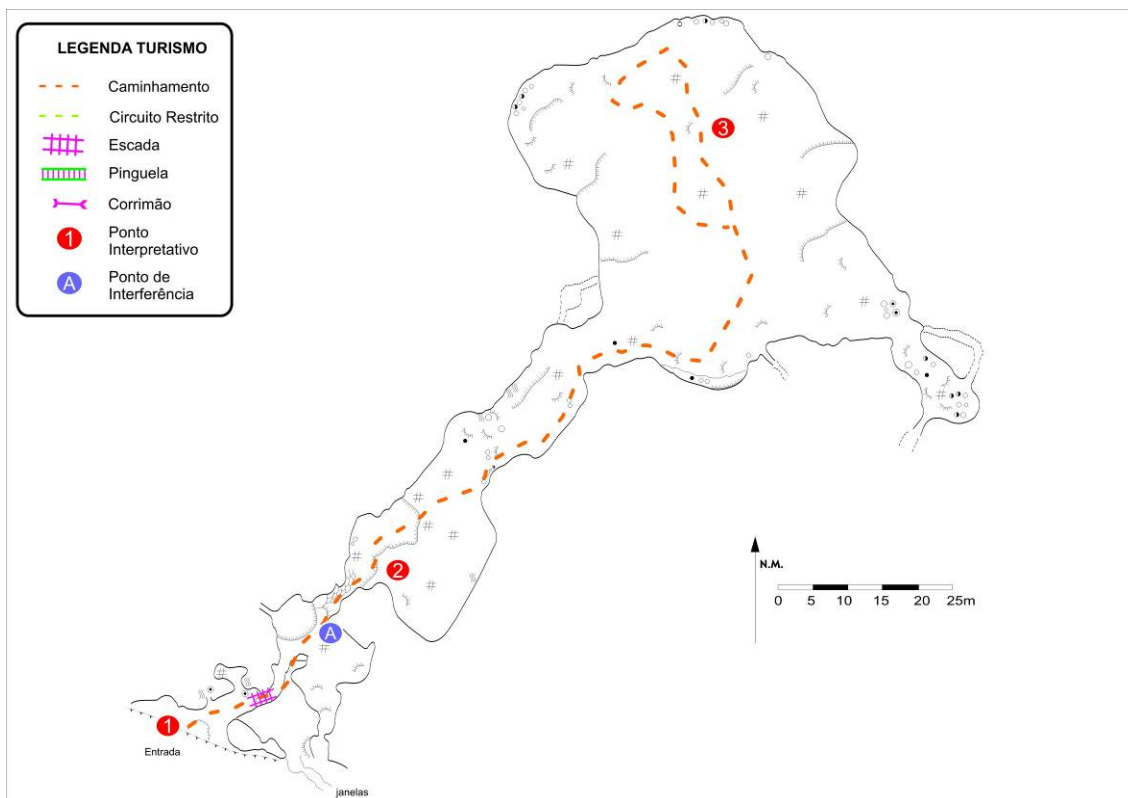 LEGENDA TURISMO
Caminhamento
Circuito Restrito
Escada
Pinguela
Corrimão
1
Ponto
Interpretativo
A
Ponto de
Interferência
3
2
A
1
Entrada
janelas
N.M.
0 5 10 15 20 25m